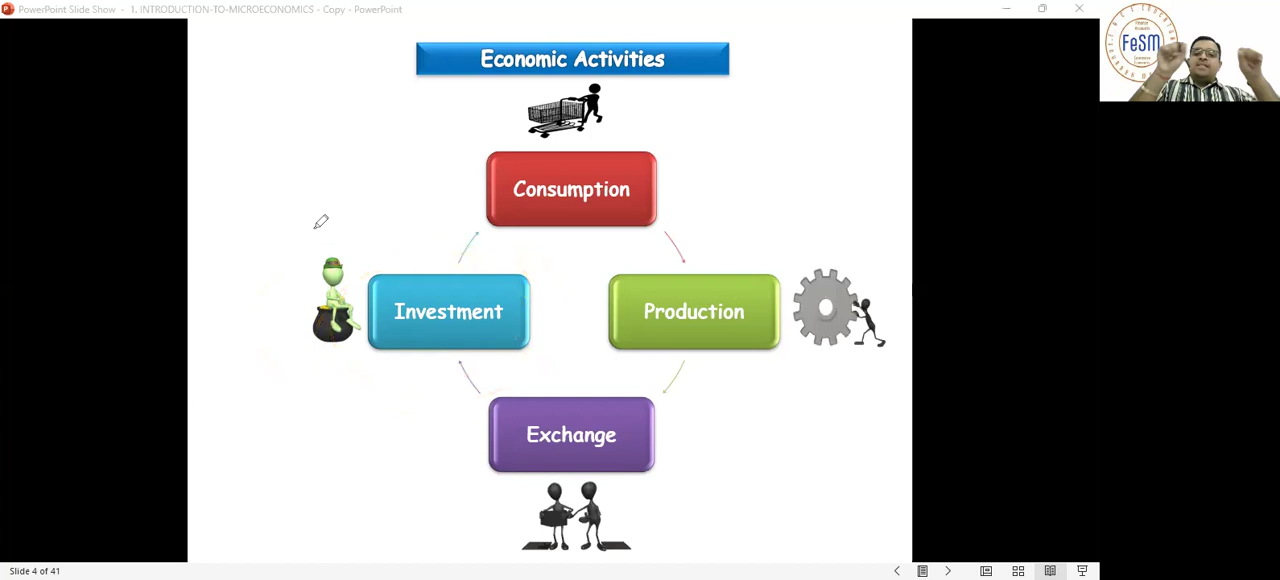 PowerPoint Slide Show - 1. INTRODUCTION-TO-MICROECONOMICS - Copy - PowerPoint
Economic Activities
Consumption
Investment
Production
Exchange
FeSM
Slide 4 of 41